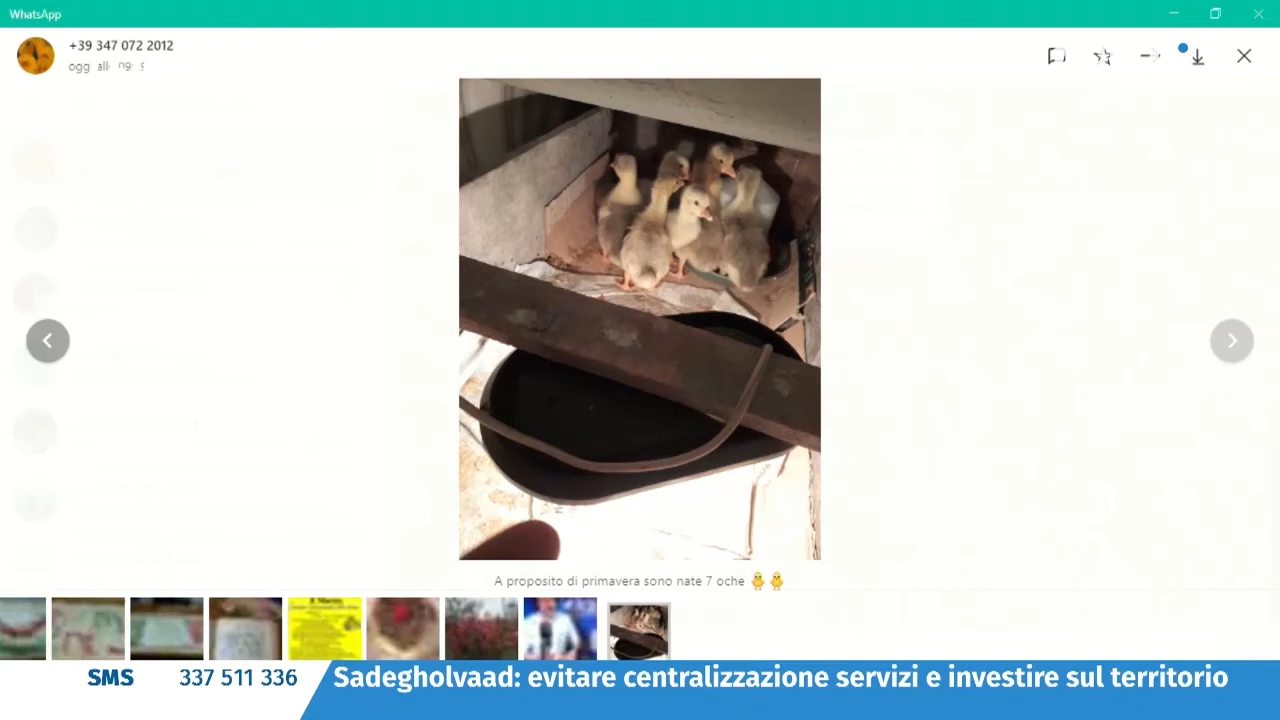 WhatsApp
+39 347 072 2012
A proposito di primavera sono nate 7 oche 🐥🐥
SMS 337 511 336
Sadegholvaad: evitare centralizzazione servizi e investire sul territorio